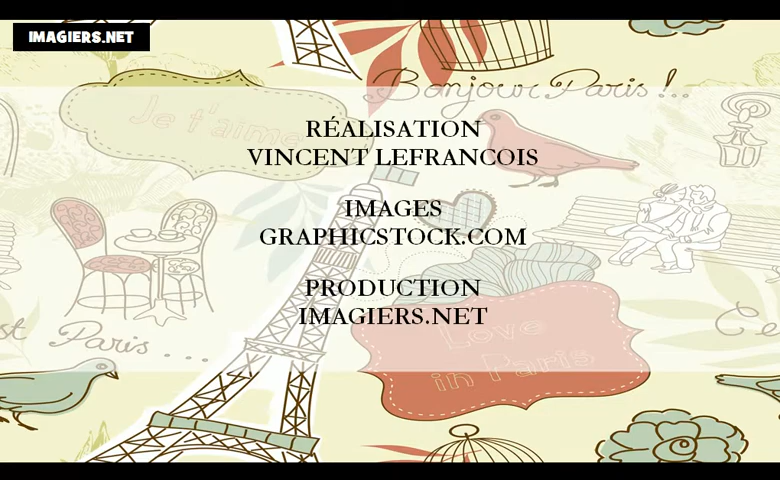 IMAGIERS.NET
Bonjour Paris !..
Je t'aime
RÉALISATION
VINCENT LEFRANCOIS
IMAGES
GRAPHICSTOCK.COM
PRODUCTION
IMAGIERS.NET
Love
in Paris
est Paris ...
C'e